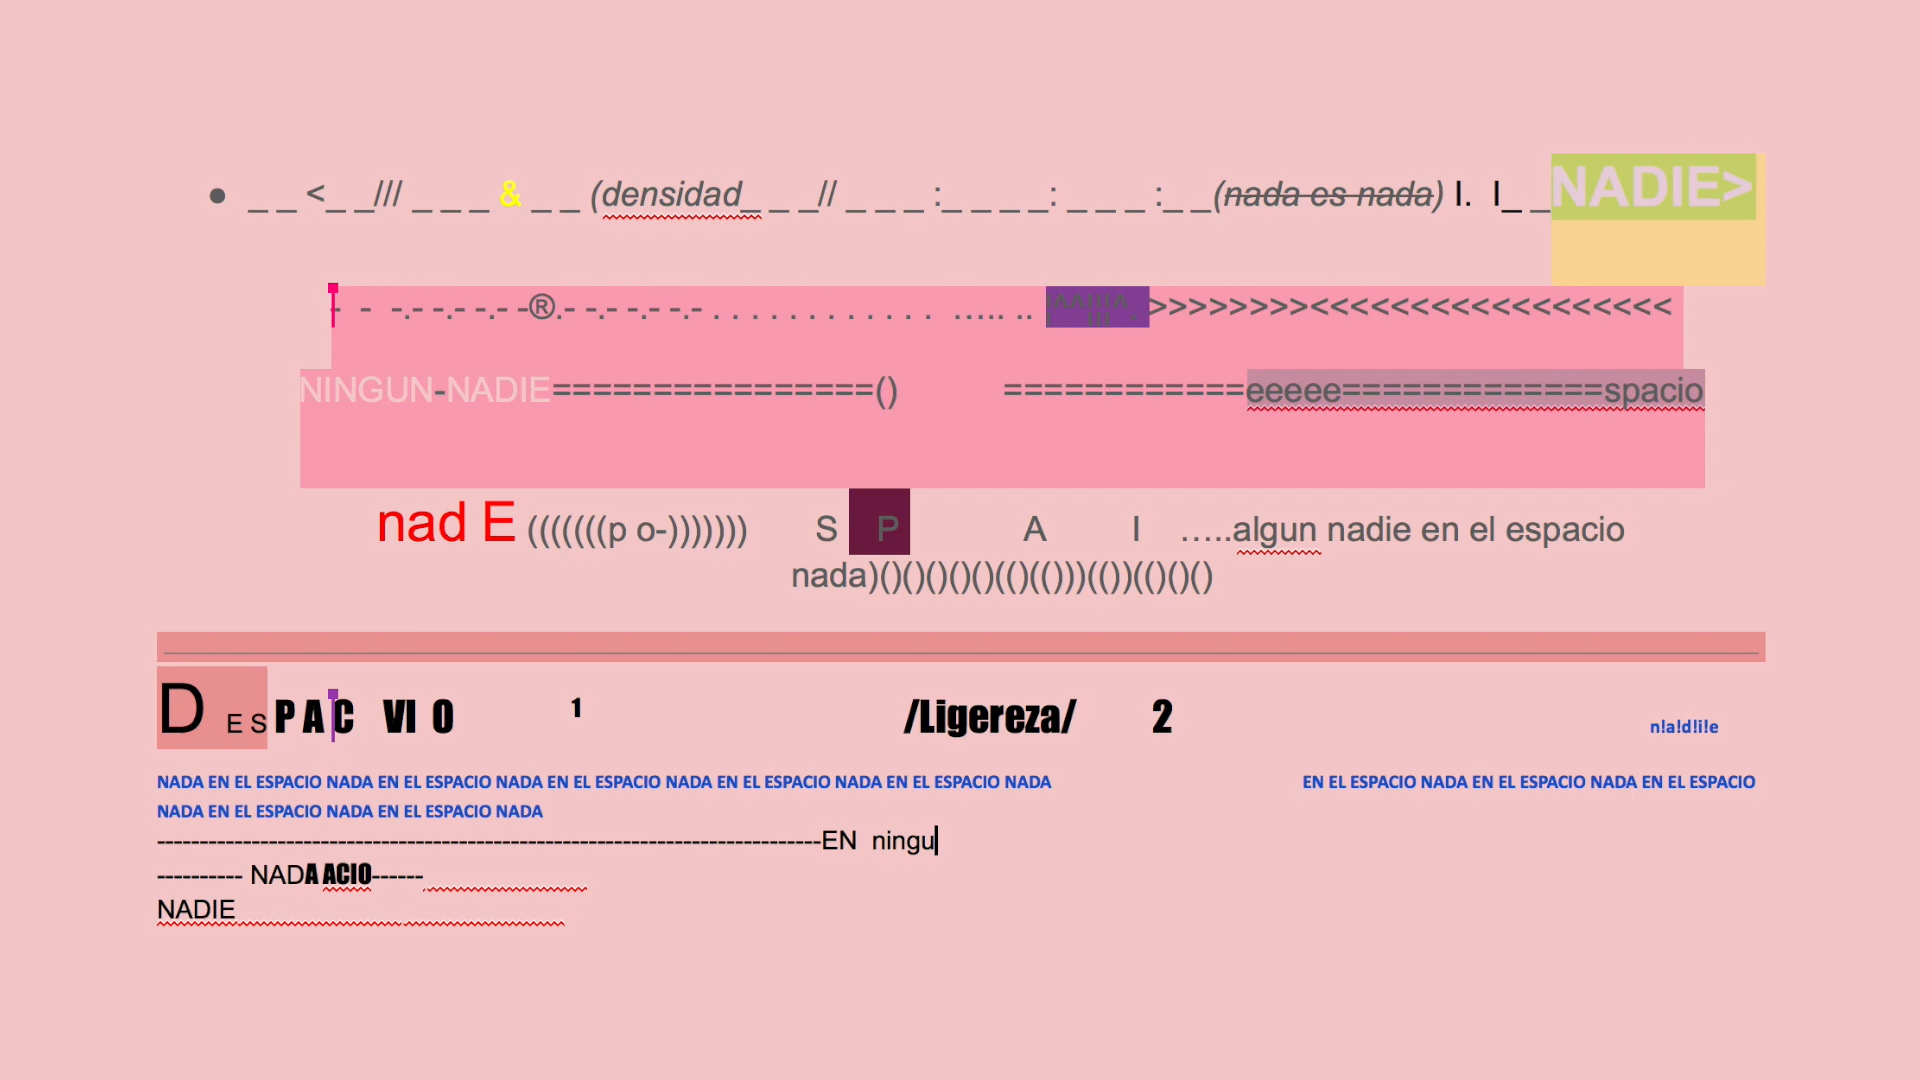 ● _ _ <_ _/// _ _ _ & _ _ (densidad_ _ _// _ _ _ :_ _ _ _: _ _ _ :_ _(nada es nada) I. I_ _NADIE>
- - -.- -.- -.- -®.- -.- -.- -.- . . . . . . . . . . . . ….. .. >>>>>>>><<<<<<<<<<<<<<<<<<
NINGUN-NADIE================() ============eeeee=============spacio
nad E (((((((p o-))))))) S P A I …..algun nadie en el espacio
nada)()()()()()(()(()))(())(()()()
D E S P A C VI O 1 /Ligereza/ 2 n!a!d!i!e
NADA EN EL ESPACIO NADA EN EL ESPACIO NADA EN EL ESPACIO NADA EN EL ESPACIO NADA EN EL ESPACIO NADA EN EL ESPACIO NADA EN EL ESPACIO NADA EN EL ESPACIO
NADA EN EL ESPACIO NADA EN EL ESPACIO NADA
------------------------------------------------------------------------------EN ningu
---------- NADA ACIO------
NADIE